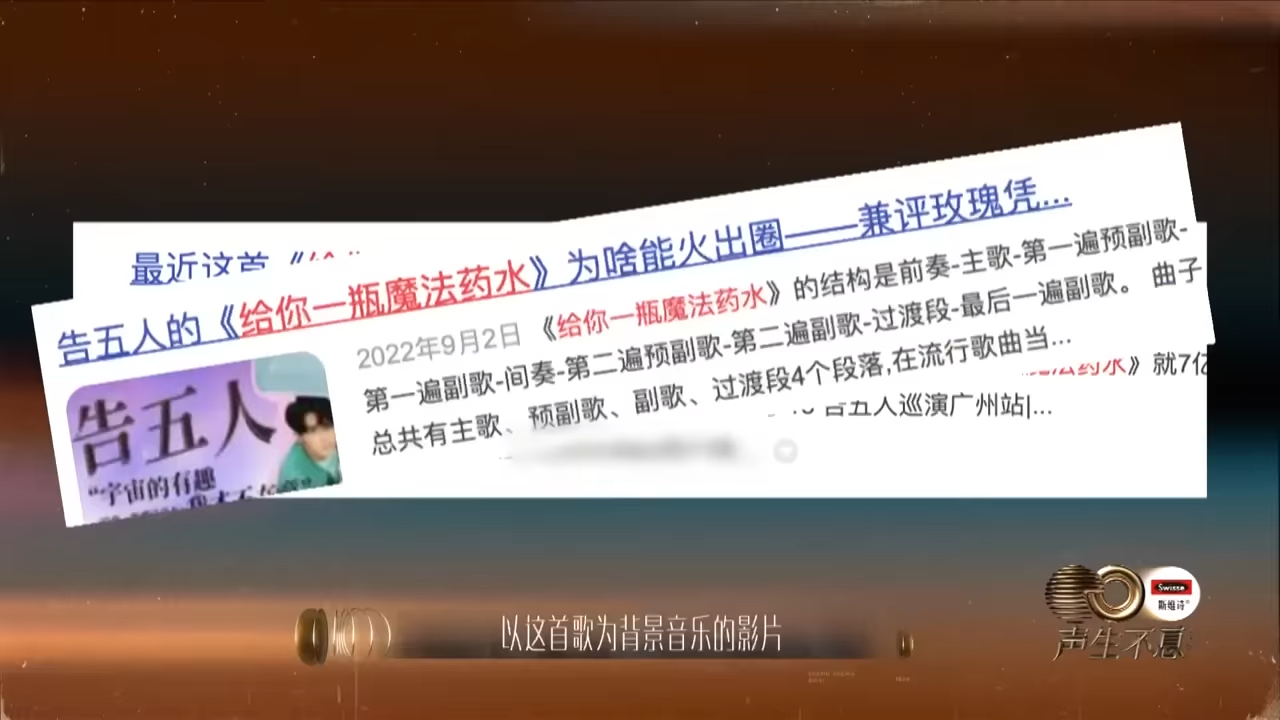 最近这首《
告五人的《给你一瓶魔法药水》为啥能火出圈——兼评玫瑰凭...
2022年9月2日 《给你一瓶魔法药水》的结构是前奏-主歌-第一遍预副歌-
第一遍副歌-间奏-第二遍预副歌-第二遍副歌-过渡段-最后一遍副歌。 曲子
总共有主歌、预副歌、副歌、过渡段4个段落,在流行歌曲当...
法药水》就7亿
告五人巡演广州站|...
告五人
“宇宙的有趣
以这首歌为背景音乐的影片
Swisse
斯维诗
声生不息